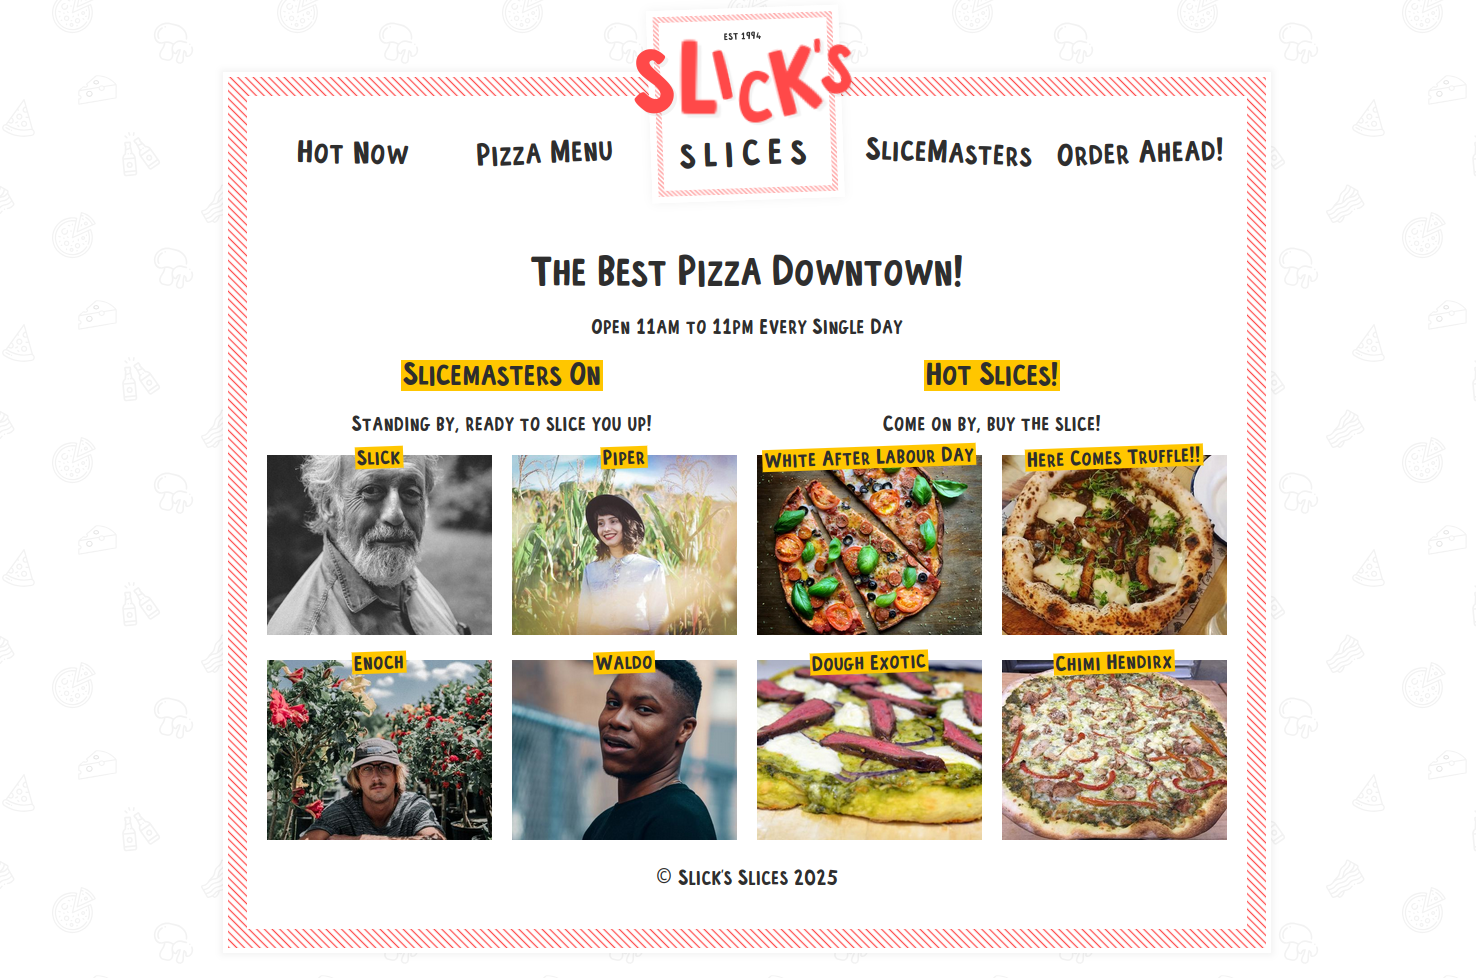 EST 1994
SLICK'S
SLICES
Hot Now
Pizza Menu
SliceMasters
Order Ahead!
The Best Pizza Downtown!
Open 11am to 11pm Every Single Day
Slicemasters On
Standing by, ready to slice you up!
Slick
Piper
Enoch
Waldo
Hot Slices!
Come on by, buy the slice!
White After Labour Day
Here Comes Truffle!!
Dough Exotic
Chimi Hendirx
© Slick's Slices 2025